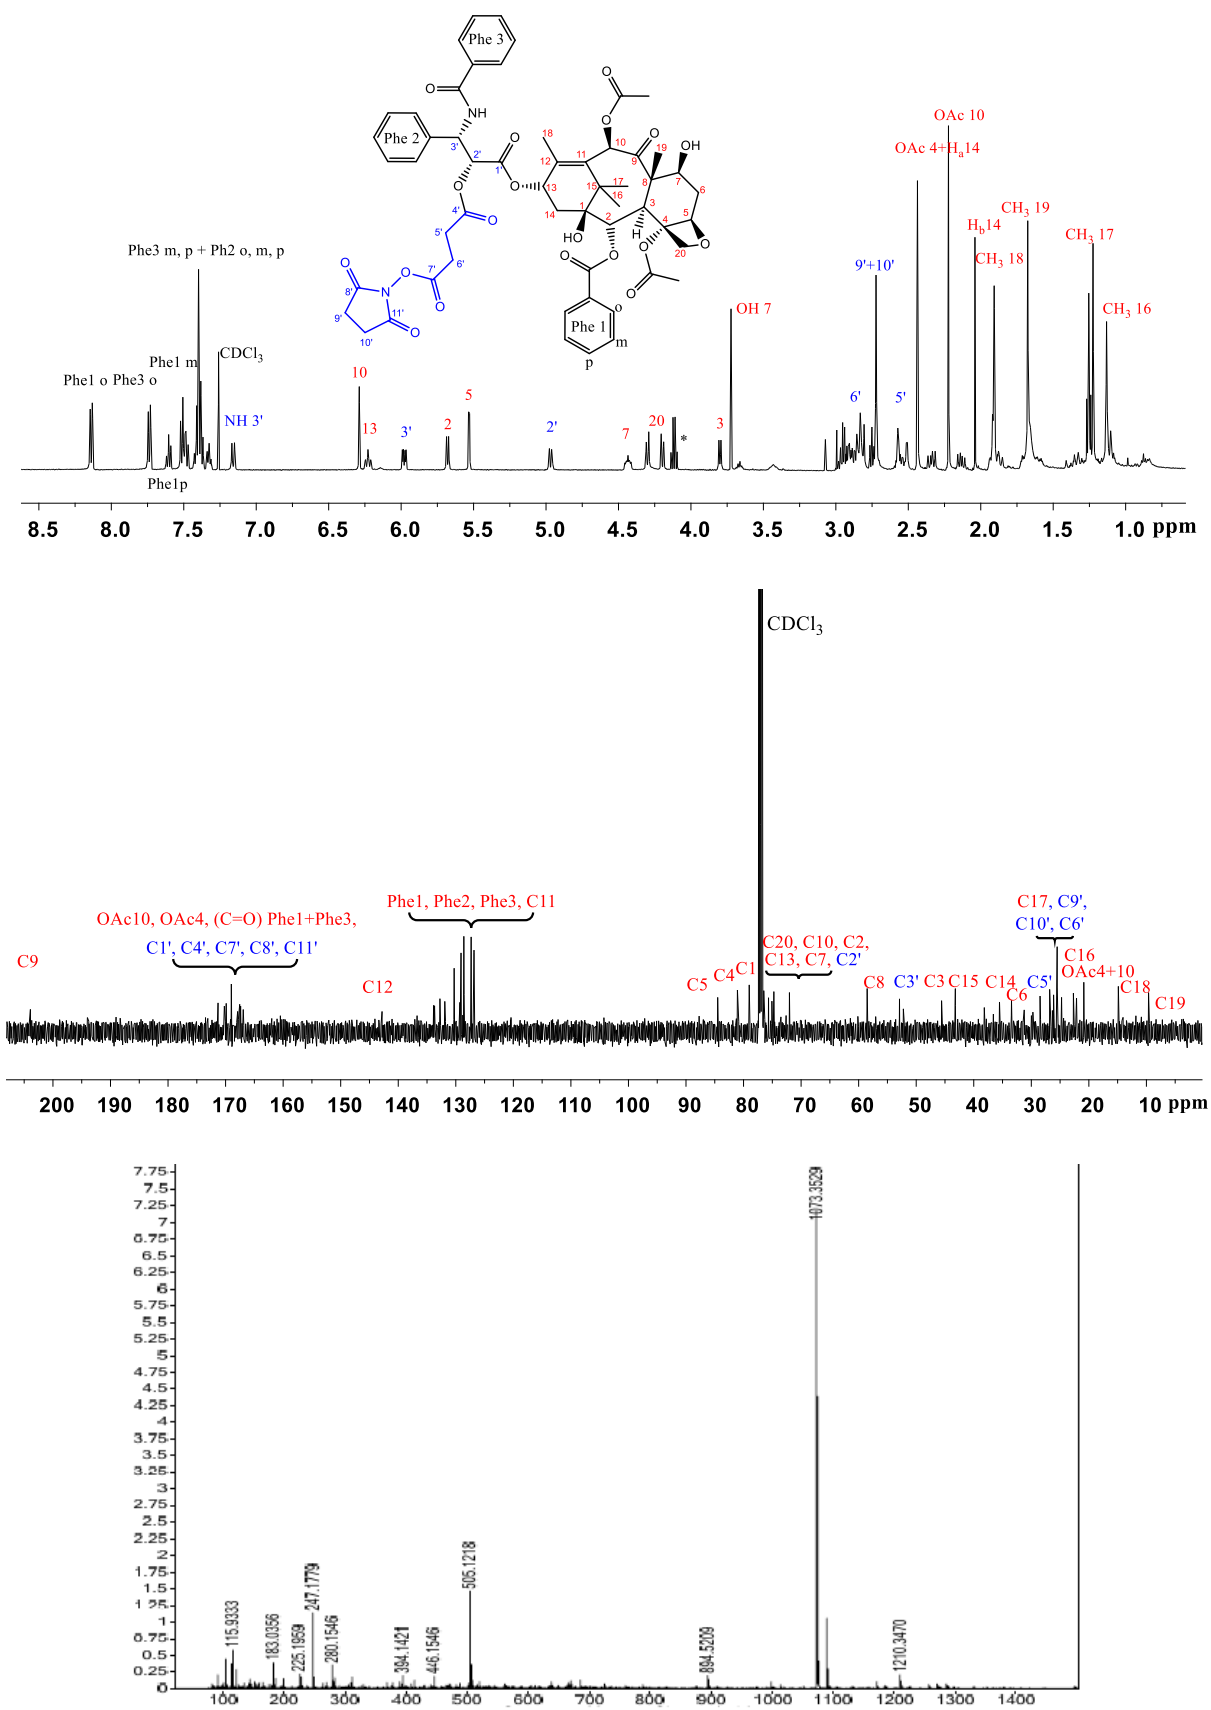 Phe 3
O
NH
Phe 2
3'
2'
1'
O
O
O
4'
O
5'
6'
7'
O
O
O
N
8'
9'
10'
11'
O
O
O
O
10
O
9
19
OH
18
12
11
8
7
6
13
15
17
16
3
4
5
14
1
2
HO
H
O
O
20
O
O
O
Phe 1
o
m
p
Phe3 m, p + Ph2 o, m, p
Phe1 m
CDCl3
Phe1 o Phe3 o
NH 3'
Phe1p
10
13
3'
2
5
2'
7
20
*
3
OH 7
6'
9'+10'
5'
OAc 4+Ha14
OAc 10
Hb14
CH3 18
CH3 19
CH3 17
CH3 16
8.5 8.0 7.5 7.0 6.5 6.0 5.5 5.0 4.5 4.0 3.5 3.0 2.5 2.0 1.5 1.0 ppm
CDCl3
C9
OAc10, OAc4, (C=O) Phe1+Phe3,
C1', C4', C7', C8', C11'
C12
Phe1, Phe2, Phe3, C11
C5
C4
C1
C20, C10, C2,
C13, C7, C2'
C8
C3'
C3
C15
C14
C6
C5'
C17, C9',
C10', C6'
C16
OAc4+10
C18
C19
200 190 180 170 160 150 140 130 120 110 100 90 80 70 60 50 40 30 20 10 ppm
7.75
7.5
7.25
7
6.75
6.5
6.25
6
5.75
5.5
5.25
5
4.75
4.5
4.25
4
3.75
3.5
3.25
3
2.75
2.5
2.25
2
1.75
1.5
1.25
1
0.75
0.5
0.25
0
115.9333
183.0356
225.1959
247.1779
280.1546
394.1421
446.1546
505.1218
894.5209
1073.3529
1210.3470
100 200 300 400 500 600 700 800 900 1000 1100 1200 1300 1400